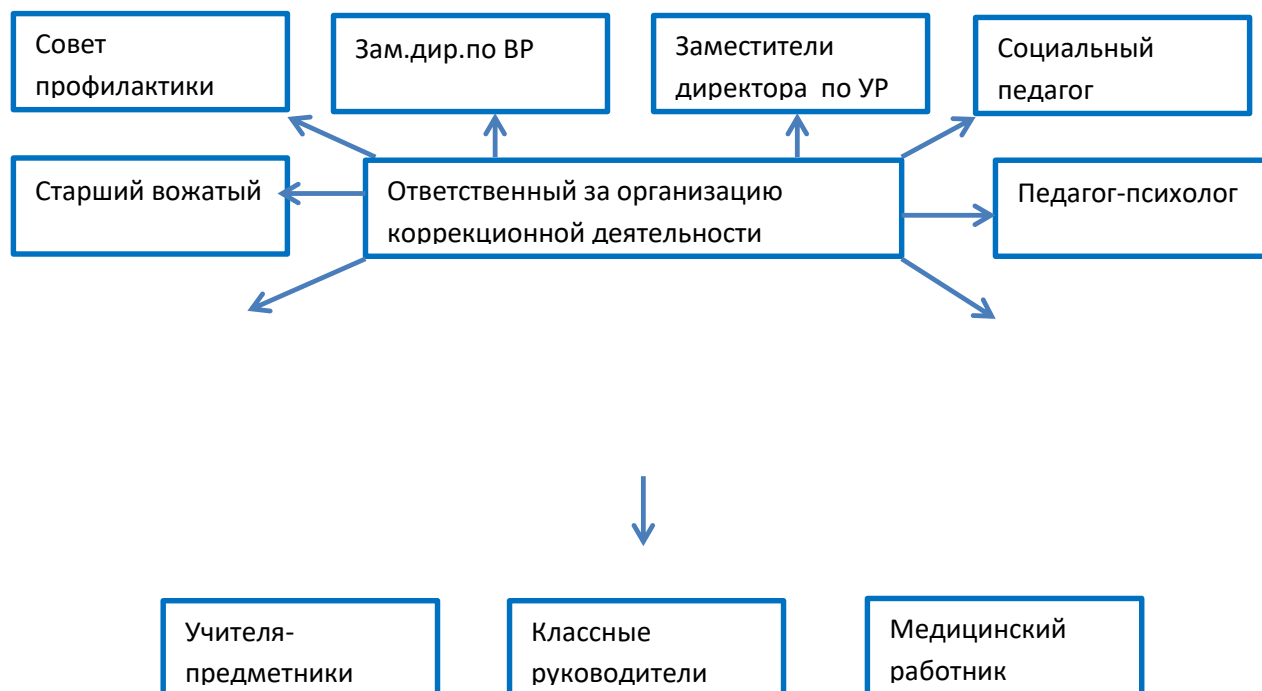 Совет
профилактики
Зам.дир.по ВР
Заместители
директора  по УР
Социальный
педагог
Старший вожатый
Ответственный за организацию
коррекционной деятельности
Педагог-психолог
Учителя-
предметники
Классные
руководители
Медицинский
работник